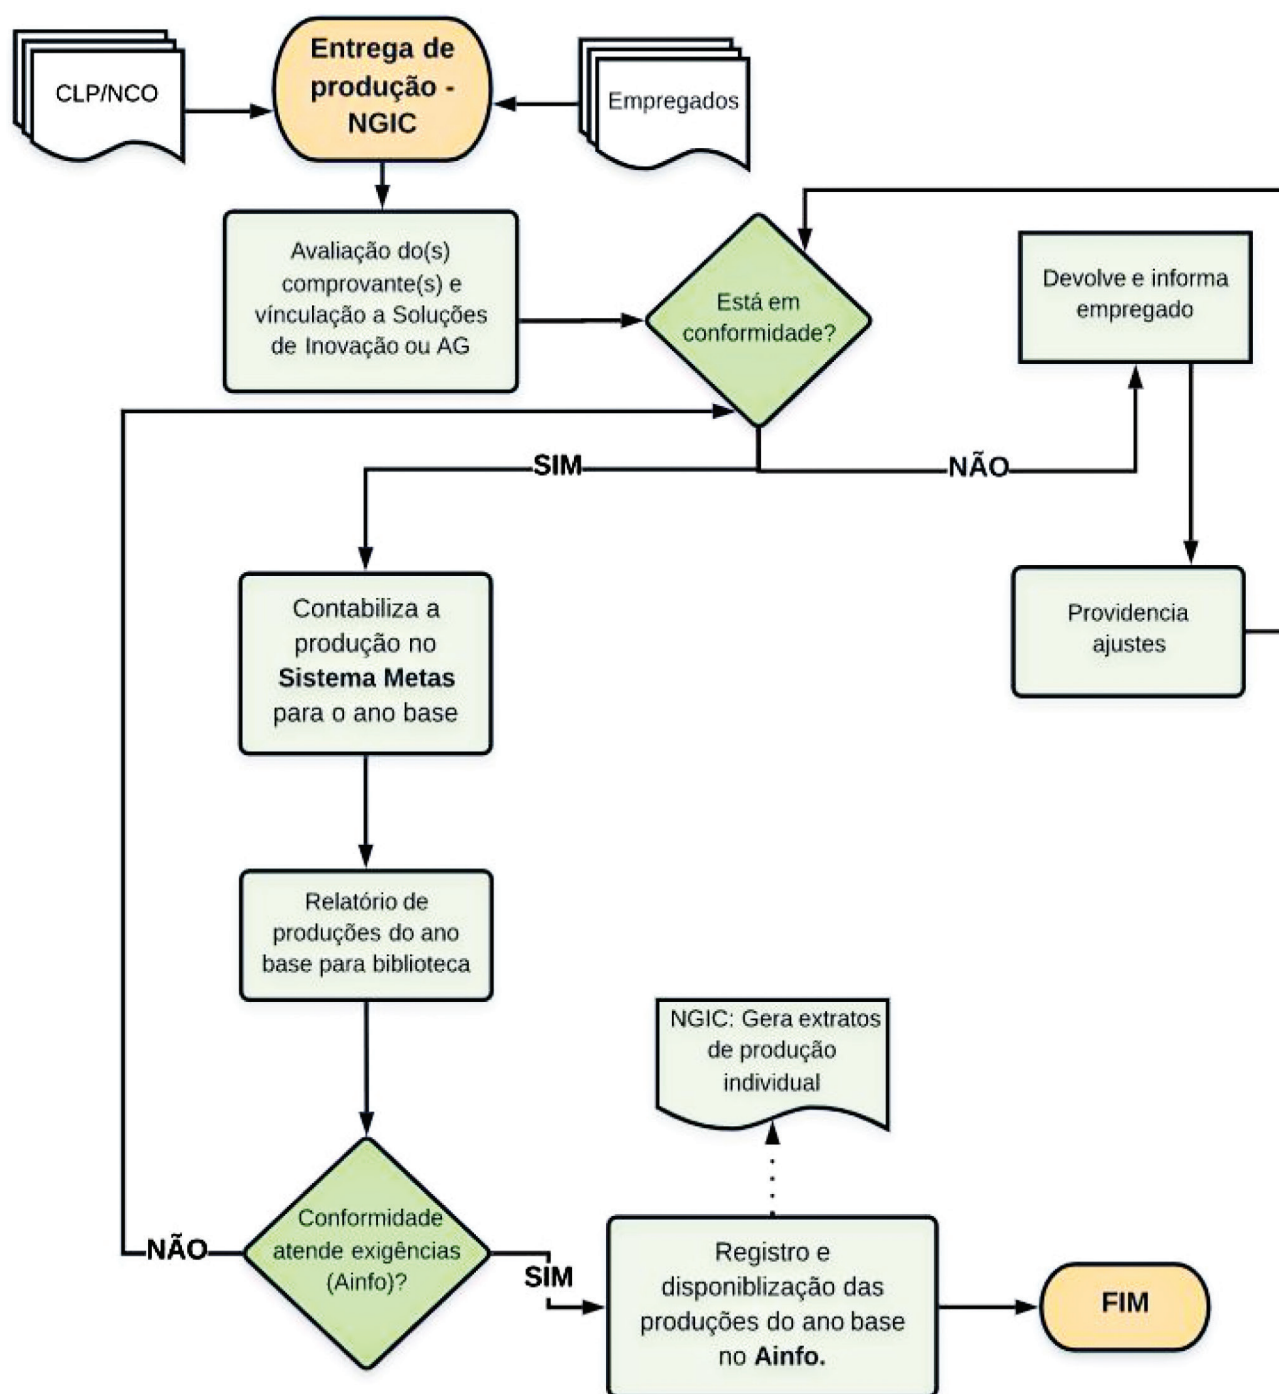 CLP/NCO
Entrega de
produção -
NGIC
Empregados
Avaliação do(s)
comprovante(s) e
vínculação a Soluções
de Inovação ou AG
Está em
conformidade?
Devolve e informa
empregado
SIM
NÃO
Contabiliza a
produção no
Sistema Metas
para o ano base
Providencia
ajustes
Relatório de
produções do ano
base para biblioteca
NGIC: Gera extratos
de produção
individual
Conformidade
atende exigências
(Ainfo)?
NÃO
SIM
Registro e
disponiblização das
produções do ano base
no Ainfo.
FIM